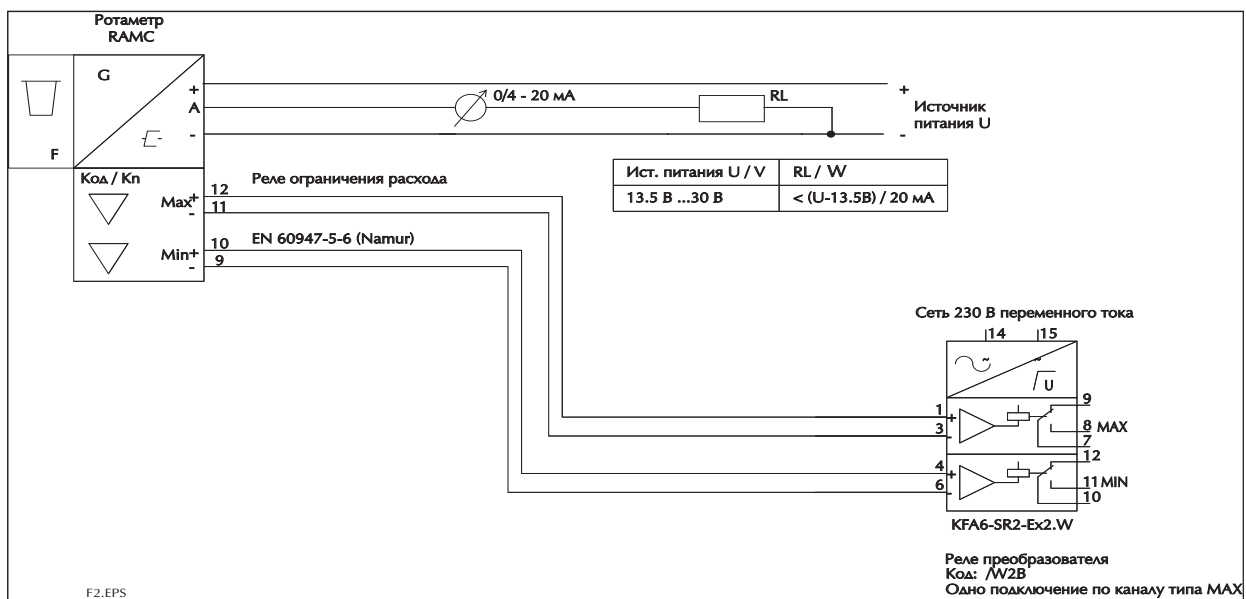 Ротаметр
RAMC
G
F
+
A
-
0/4 - 20 мА
RL
+
-
Источник
питания U
Ист. питания U / V
RL / W
13.5 В ...30 В
< (U-13.5В) / 20 мА
Код / Кп
Max+
-
12
11
Реле ограничения расхода
Min+
-
10
9
EN 60947-5-6 (Namur)
Сеть 230 В переменного тока
14
15
~
~
U
1
+
3
-
9
8 MAX
7
4
+
6
-
12
11 MIN
10
KFA6-SR2-Ex2.W
Реле преобразователя
Код: /W2B
Одно подключение по каналу типа MAX
F2.EPS